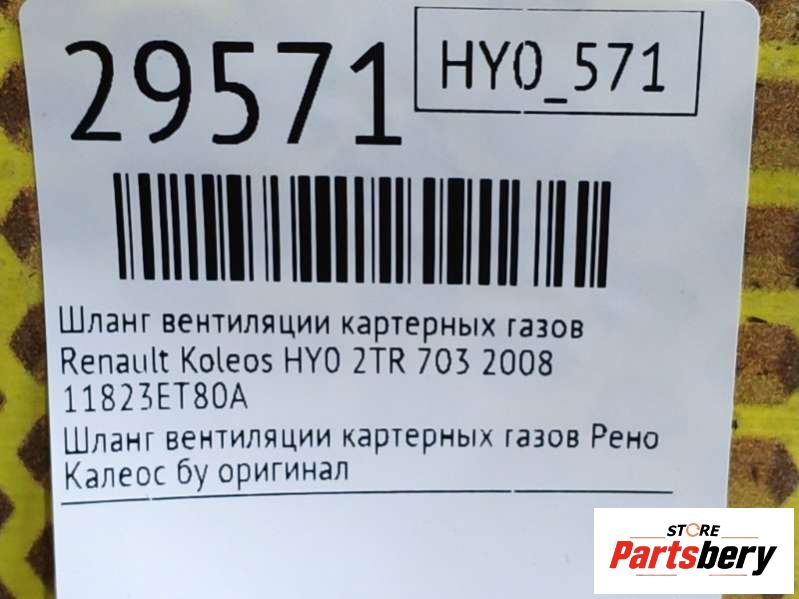 29571
HY0_571
Шланг вентиляции картерных газов
Renault Koleos HY0 2TR 703 2008
11823ET80A
Шланг вентиляции картерных газов Рено
Калеос бу оригинал
STORE
Partsbery